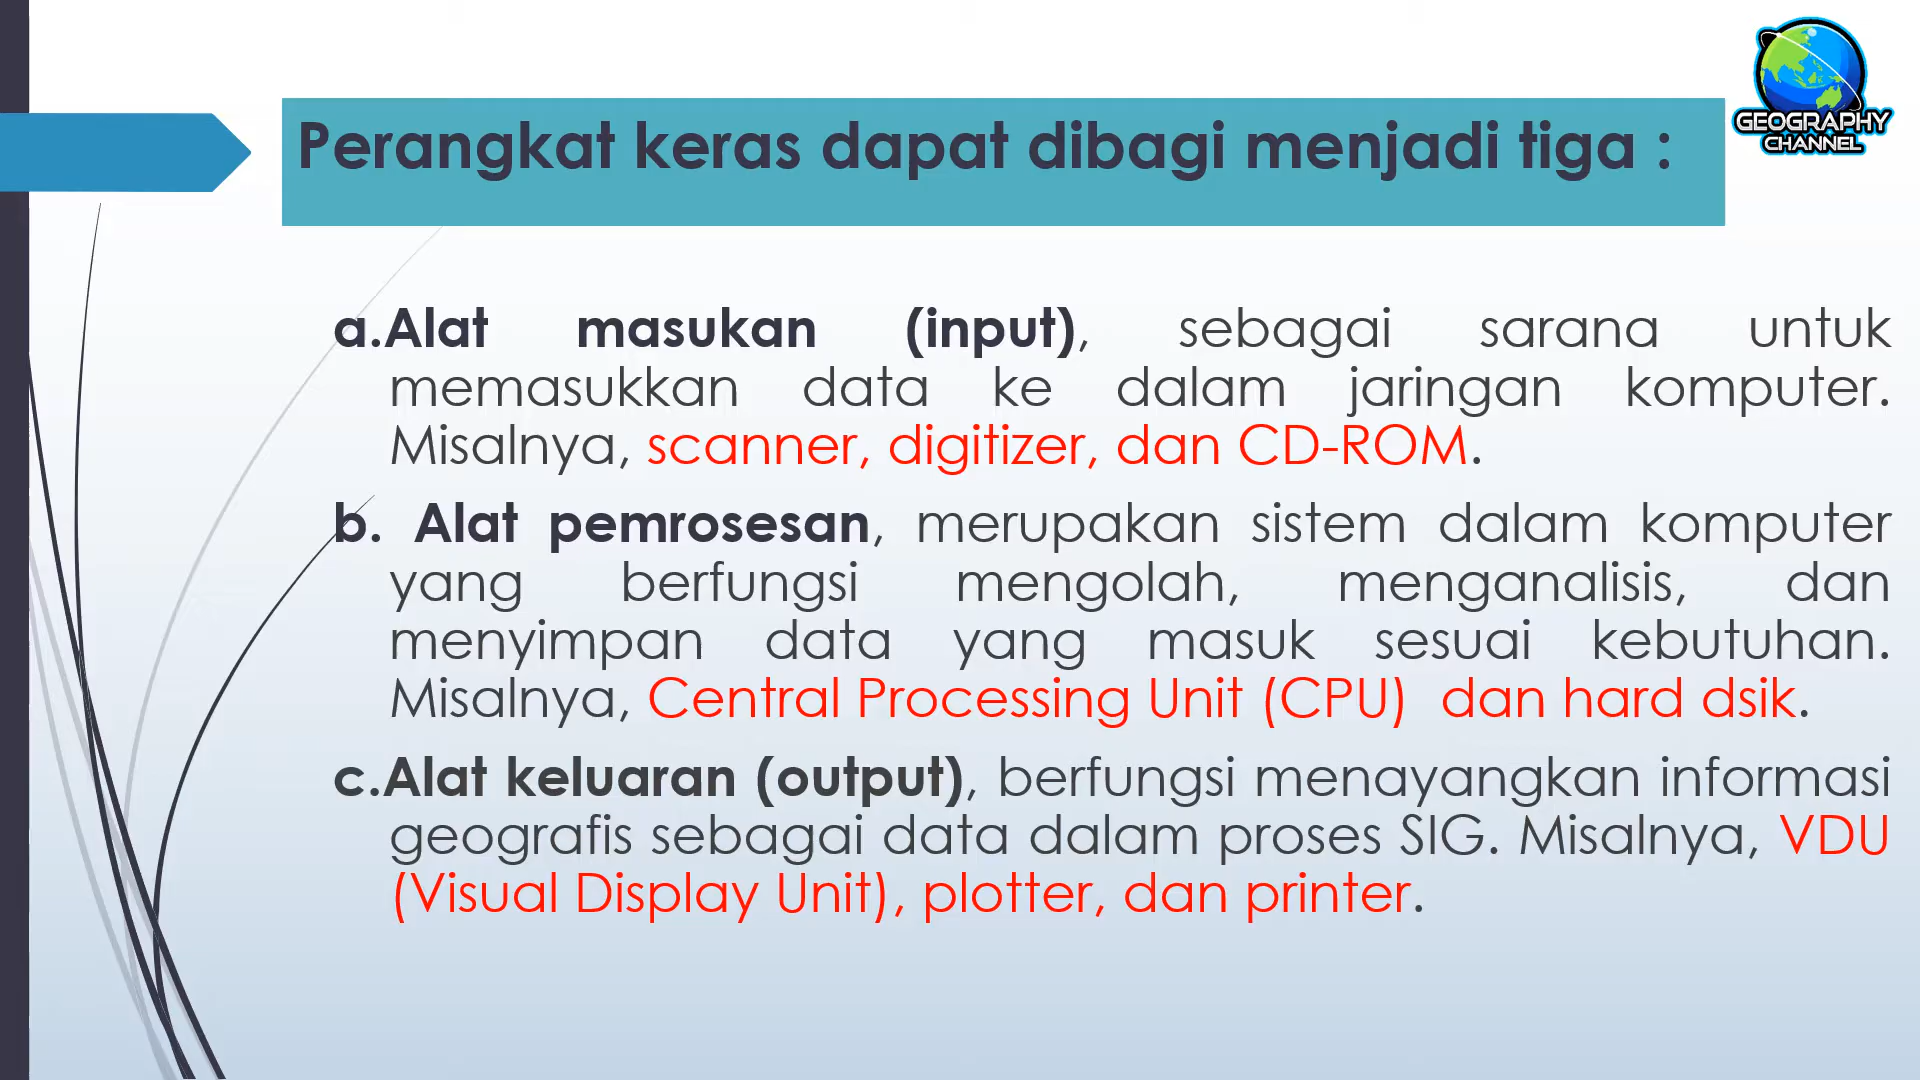 GEOGRAPHY
CHANNEL
Perangkat keras dapat dibagi menjadi tiga :
a.Alat masukan (input), sebagai sarana untuk
memasukkan data ke dalam jaringan komputer.
Misalnya, scanner, digitizer, dan CD-ROM.
b. Alat pemrosesan, merupakan sistem dalam komputer
yang berfungsi mengolah, menganalisis, dan
menyimpan data yang masuk sesuai kebutuhan.
Misalnya, Central Processing Unit (CPU) dan hard dsik.
c.Alat keluaran (output), berfungsi menayangkan informasi
geografis sebagai data dalam proses SIG. Misalnya, VDU
(Visual Display Unit), plotter, dan printer.